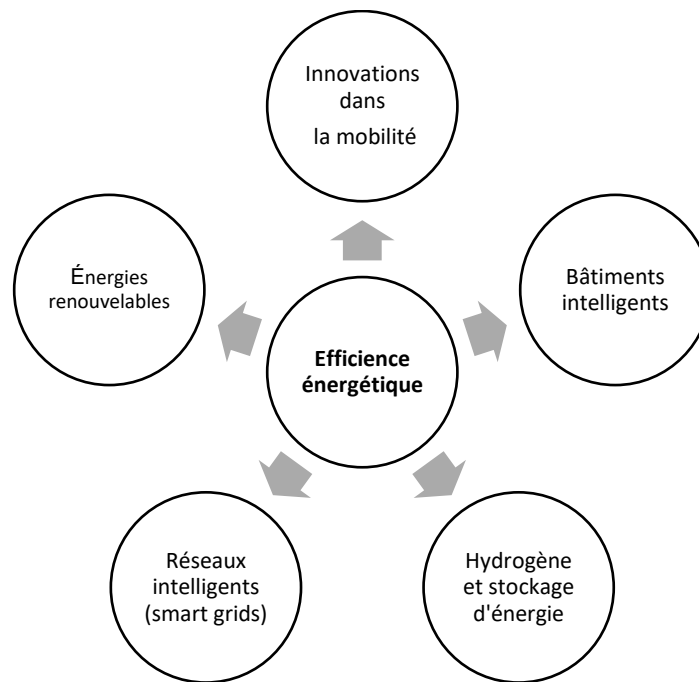 Innovations
dans
la mobilité
Énergies
renouvelables
Bâtiments
intelligents
Efficience
énergétique
Réseaux
intelligents
(smart grids)
Hydrogène
et stockage
d'énergie